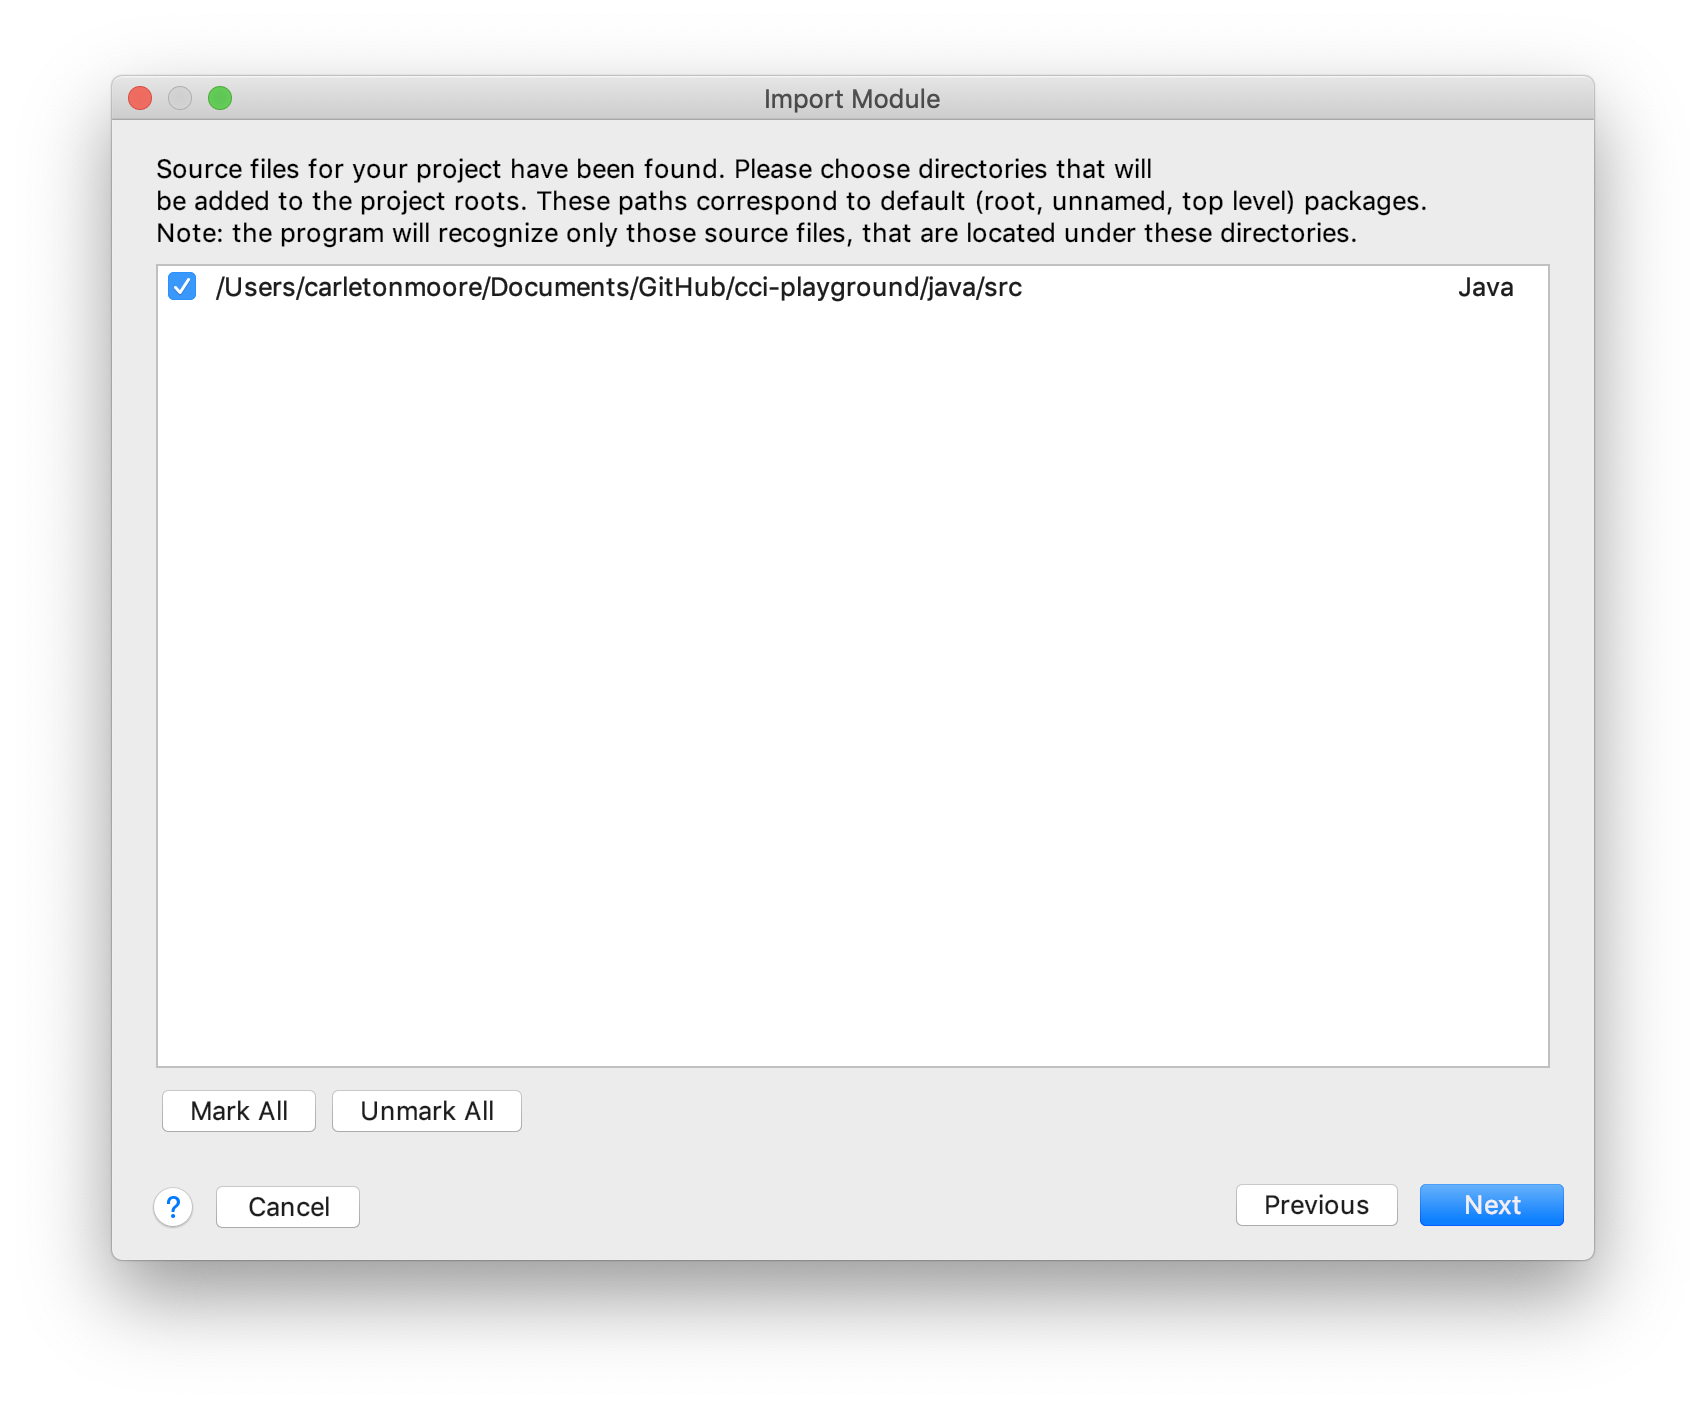 Import Module
Source files for your project have been found. Please choose directories that will
be added to the project roots. These paths correspond to default (root, unnamed, top level) packages.
Note: the program will recognize only those source files, that are located under these directories.
/Users/carletonmoore/Documents/GitHub/cci-playground/java/src Java
Mark All Unmark All
? Cancel Previous Next